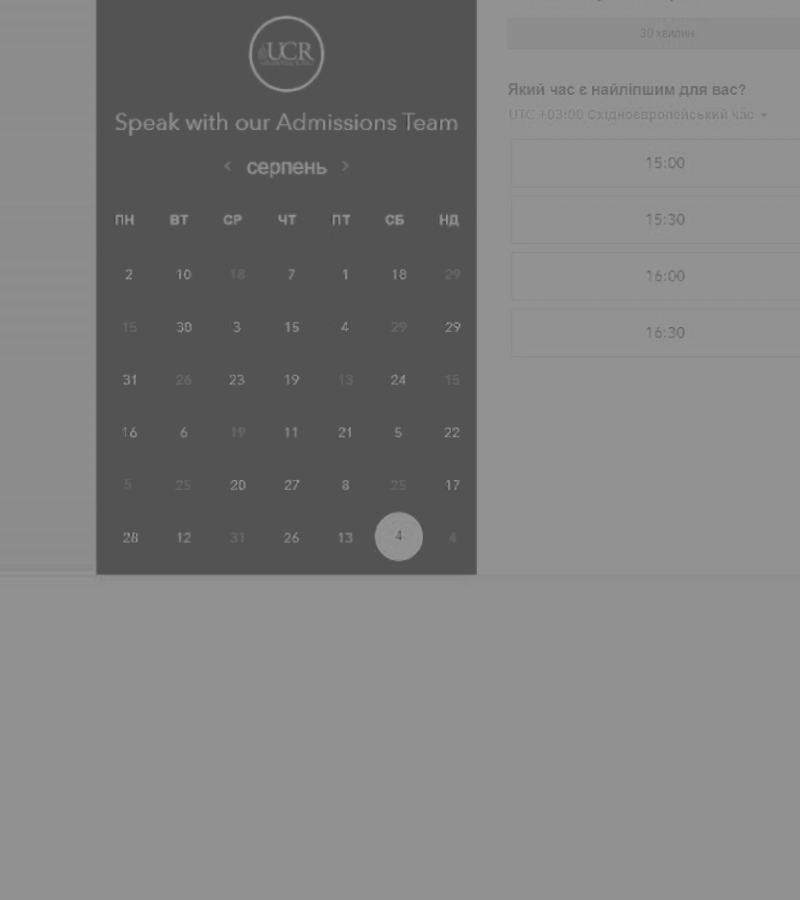 UCR
Speak with our Admissions Team
< серпень >
ПН ВТ СР ЧТ ПТ СБ НД
2 10 18 7 1 18 29
15 30 3 15 4 29 29
31 26 23 19 13 24 15
16 6 19 11 21 5 22
5 25 20 27 8 25 17
28 12 31 26 13 4 4
30 хвилин
Який час є найліпшим для вас?
UTC +03:00 Східноєвропейський час
15:00
15:30
16:00
16:30